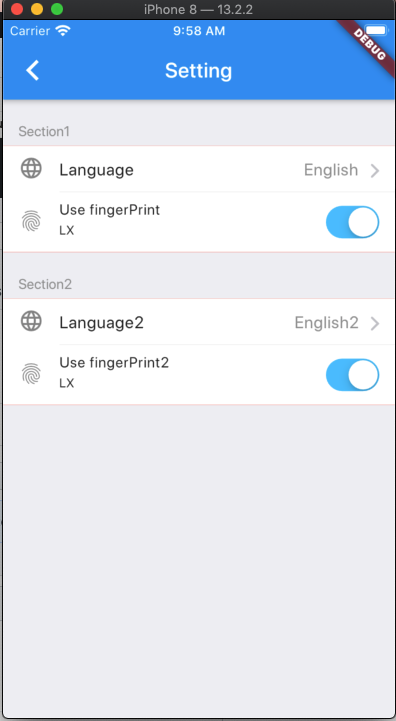 iPhone 8 — 13.2.2
Carrier 9:58 AM
DEBUG
Setting
Section1
Language English
Use fingerPrint
LX
Section2
Language2 English2
Use fingerPrint2
LX